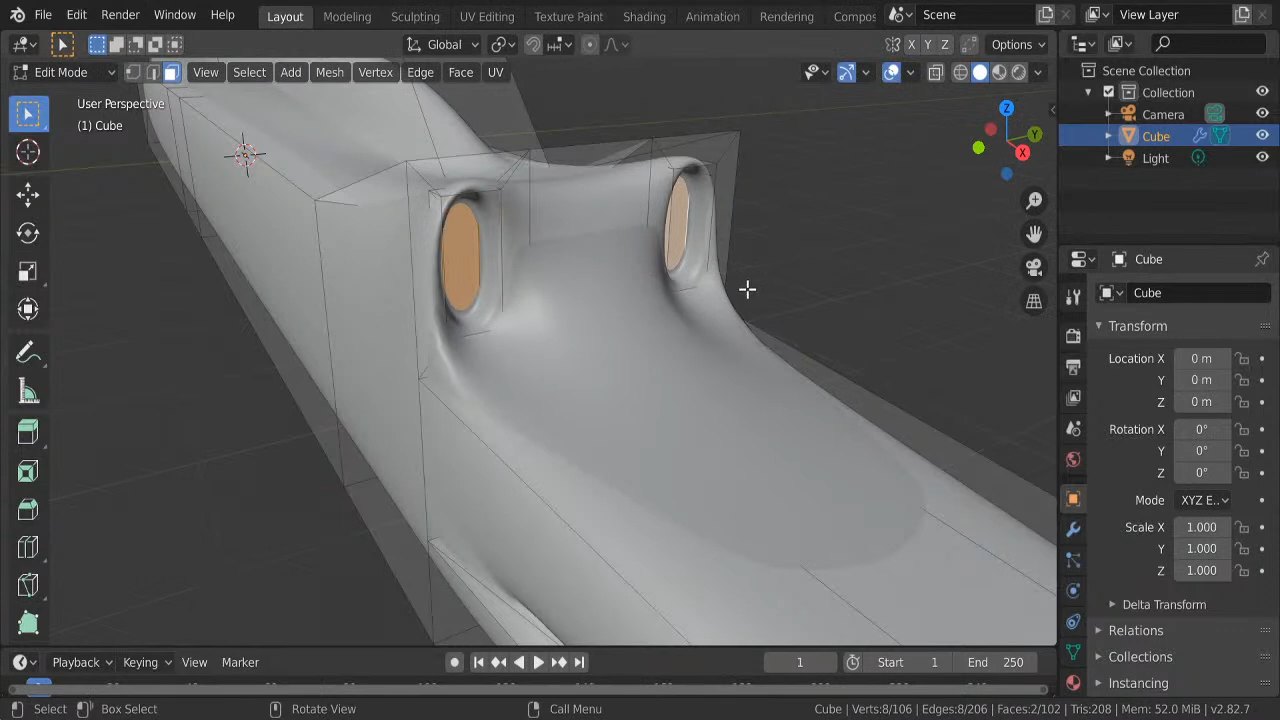 File Edit Render Window Help Layout Modeling Sculpting UV Editing Texture Paint Shading Animation Rendering Compos Scene View Layer
Global X Y Z Options
Edit Mode View Select Add Mesh Vertex Edge Face UV
User Perspective
(1) Cube
Z
Y
X
Scene Collection
Collection
Camera
Cube
Light
Cube
Cube
Transform
Location X 0 m
Y 0 m
Z 0 m
Rotation X 0°
Y 0°
Z 0°
Mode XYZ E..
Scale X 1.000
Y 1.000
Z 1.000
Delta Transform
Relations
Collections
Instancing
Playback Keying View Marker 1 Start 1 End 250
Select Box Select Rotate View Call Menu Cube | Verts:8/106 | Edges:8/206 | Faces:2/102 | Tris:208 | Mem: 52.0 MiB | v2.82.7